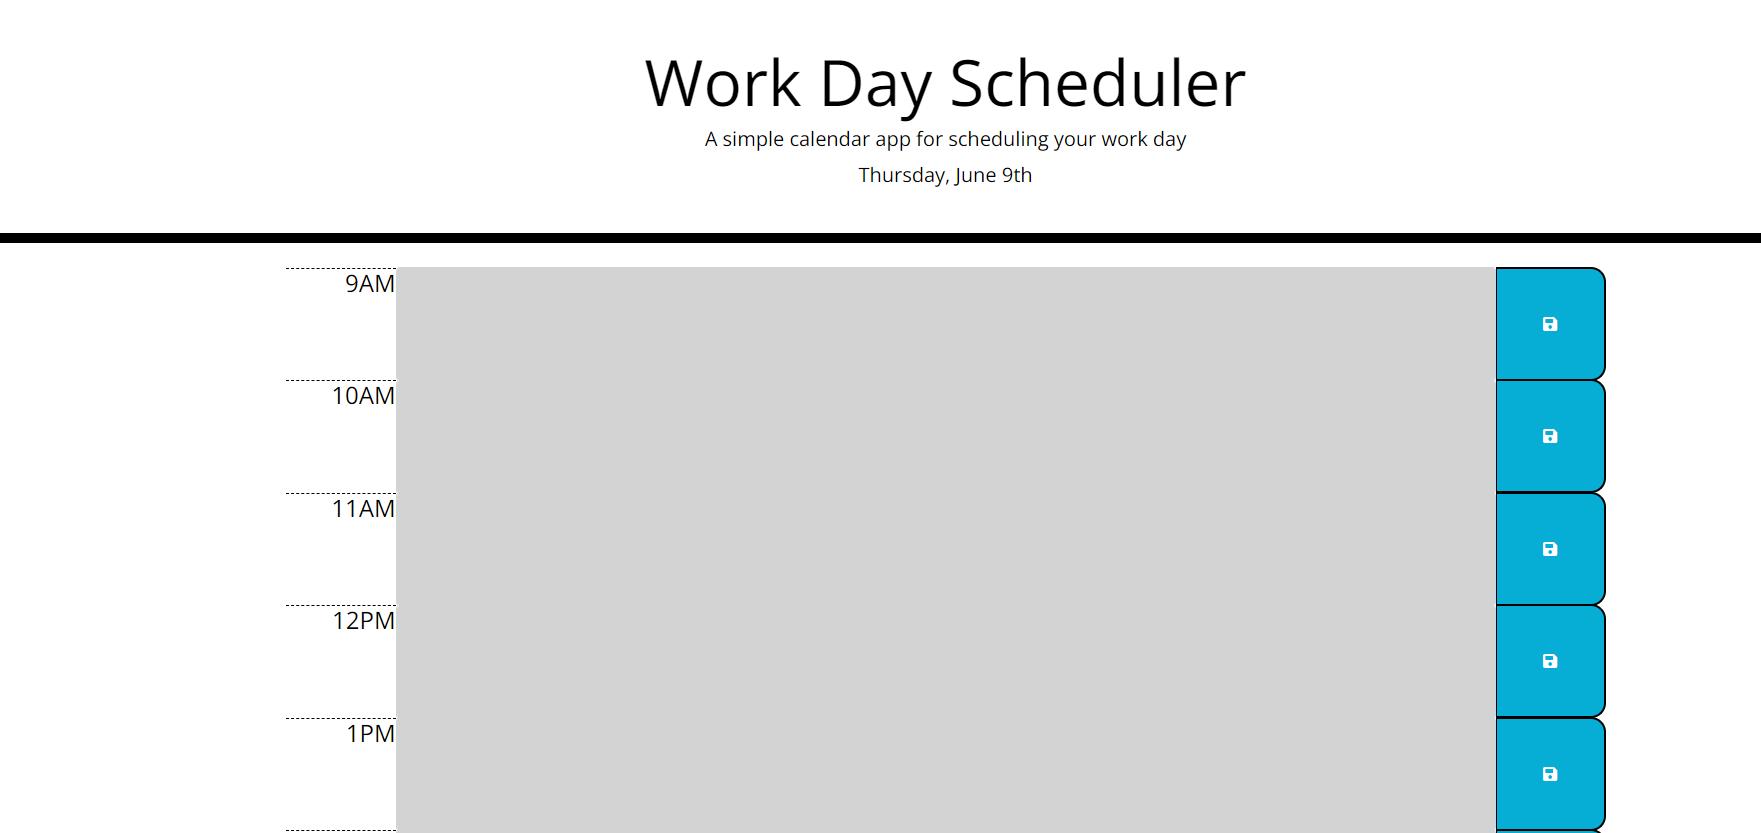 Work Day Scheduler
A simple calendar app for scheduling your work day
Thursday, June 9th
9AM
10AM
11AM
12PM
1PM